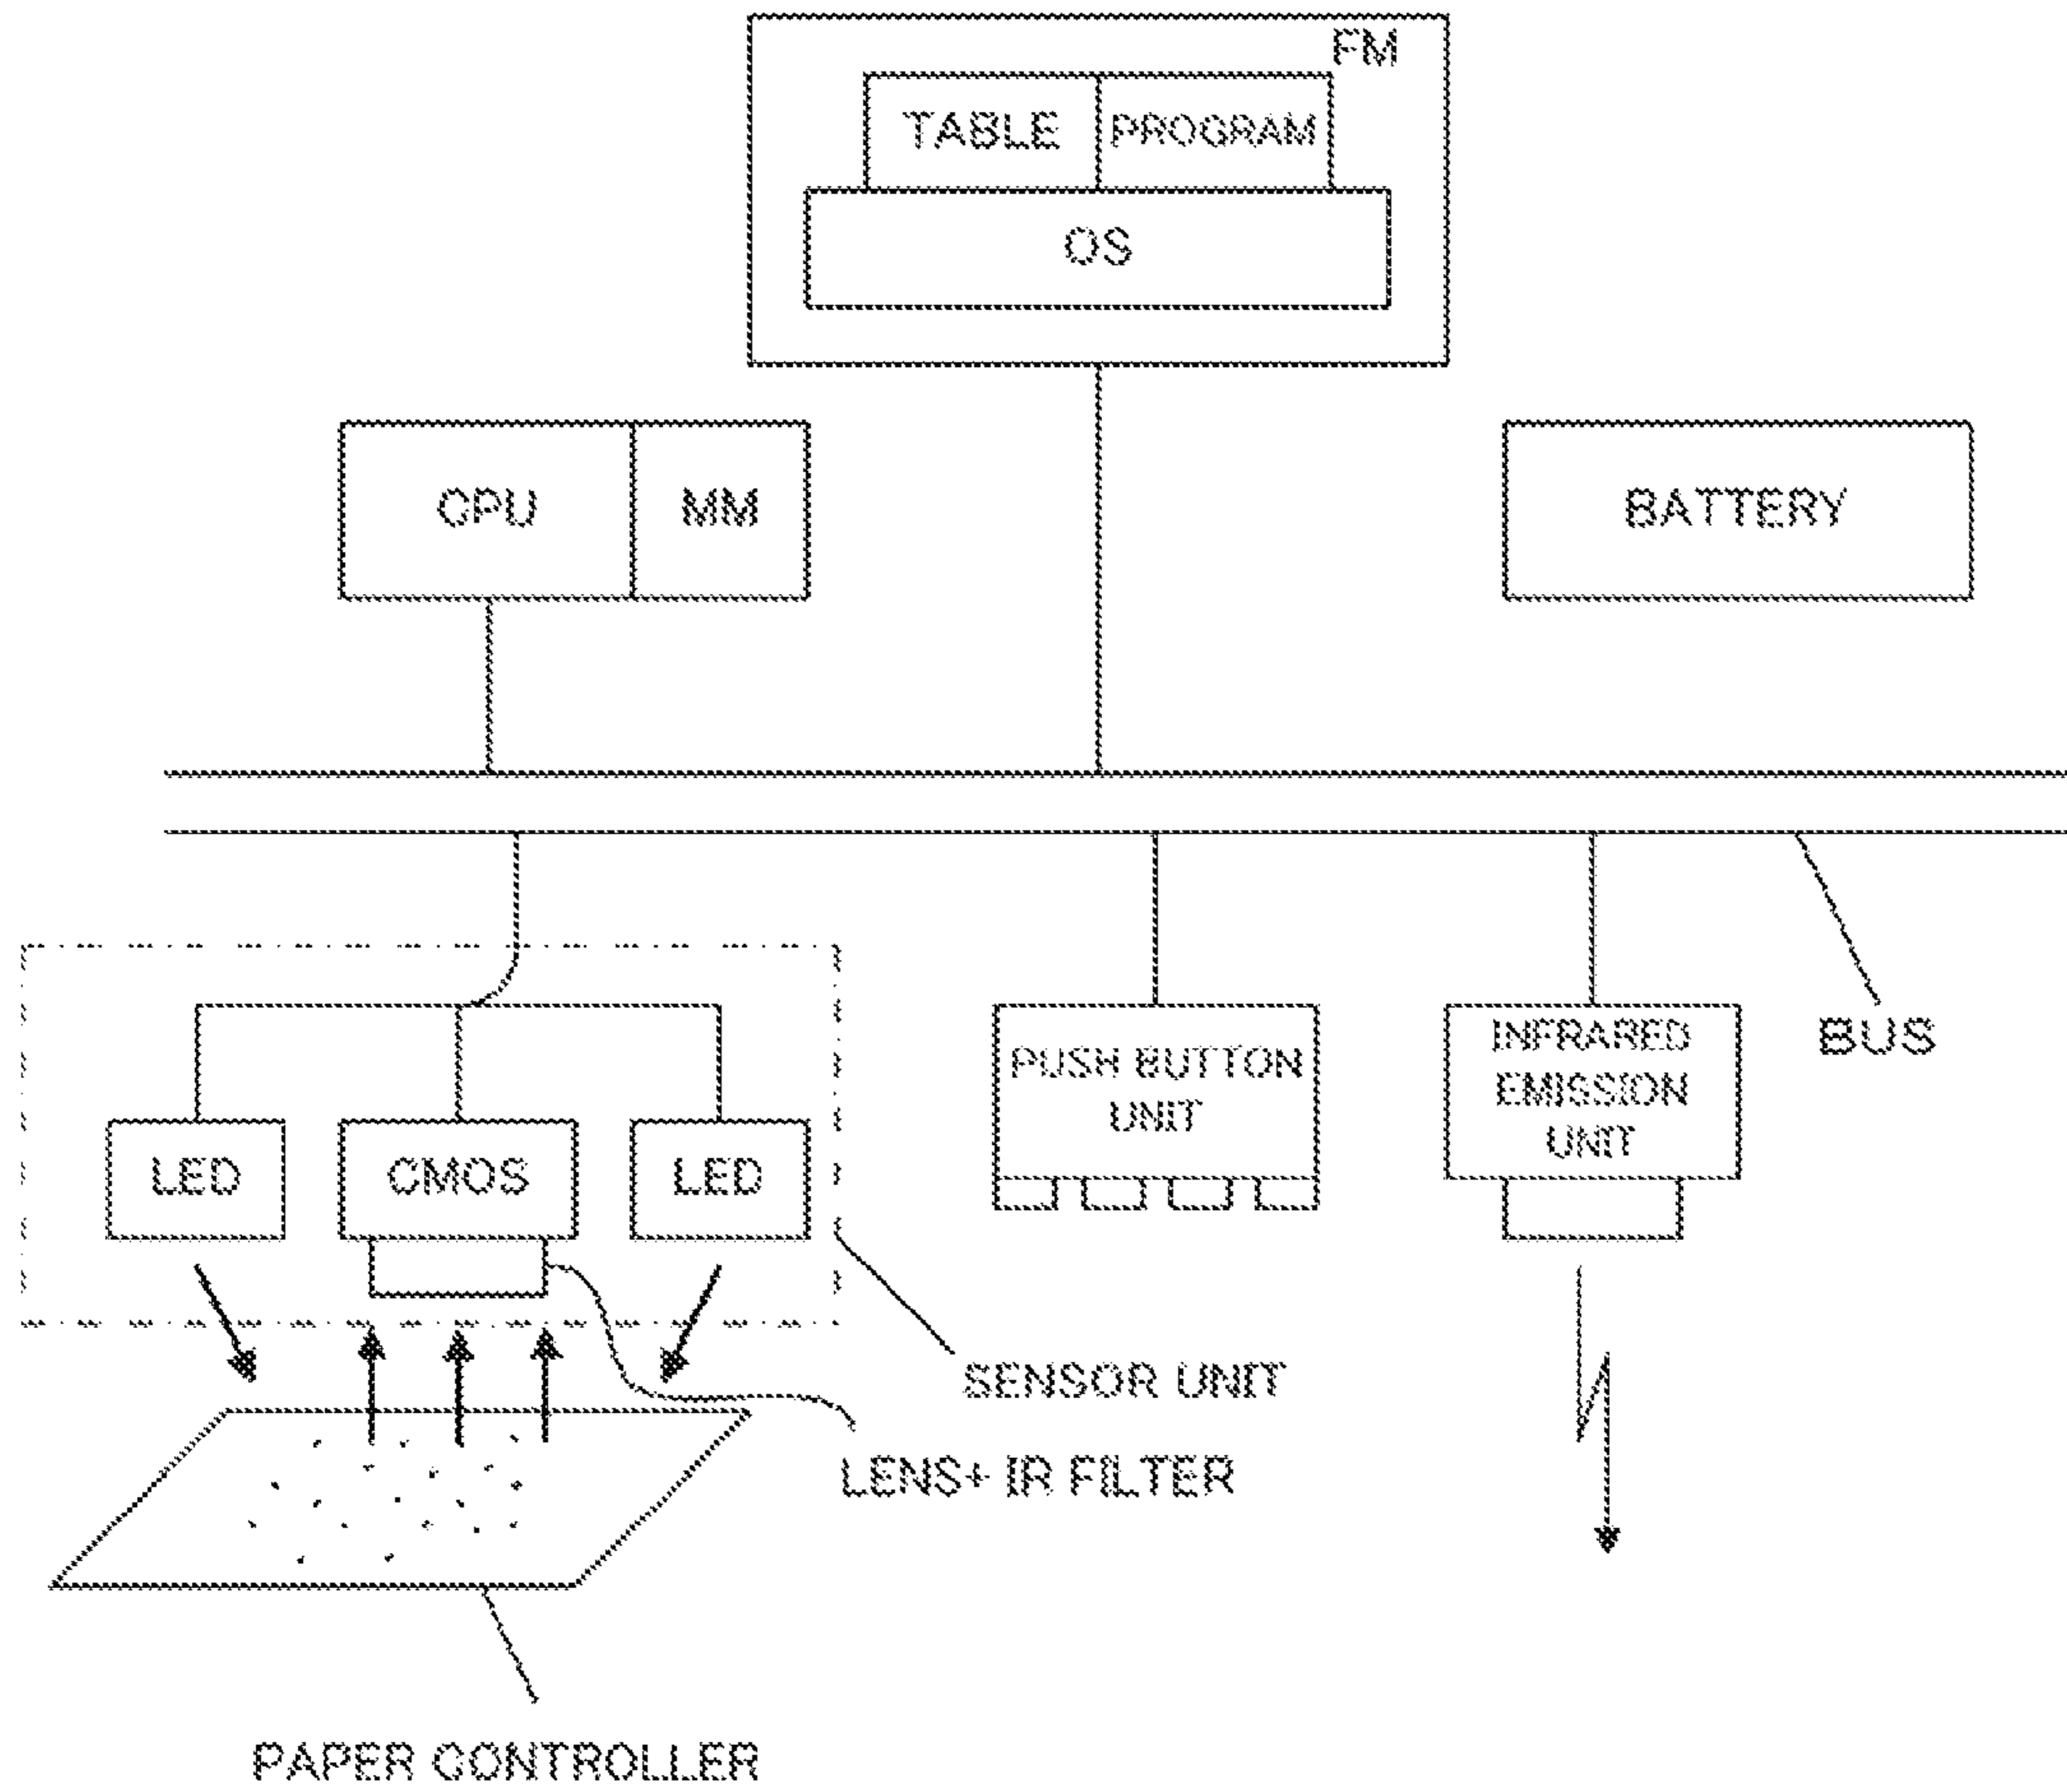 FM
TABLE PROGRAM
OS
CPU MM
BATTERY
BUS
LED CMOS LED
PUSH BUTTON
UNIT
INFRARED
EMISSION
UNIT
SENSOR UNIT
LENS+ IR FILTER
PAPER CONTROLLER